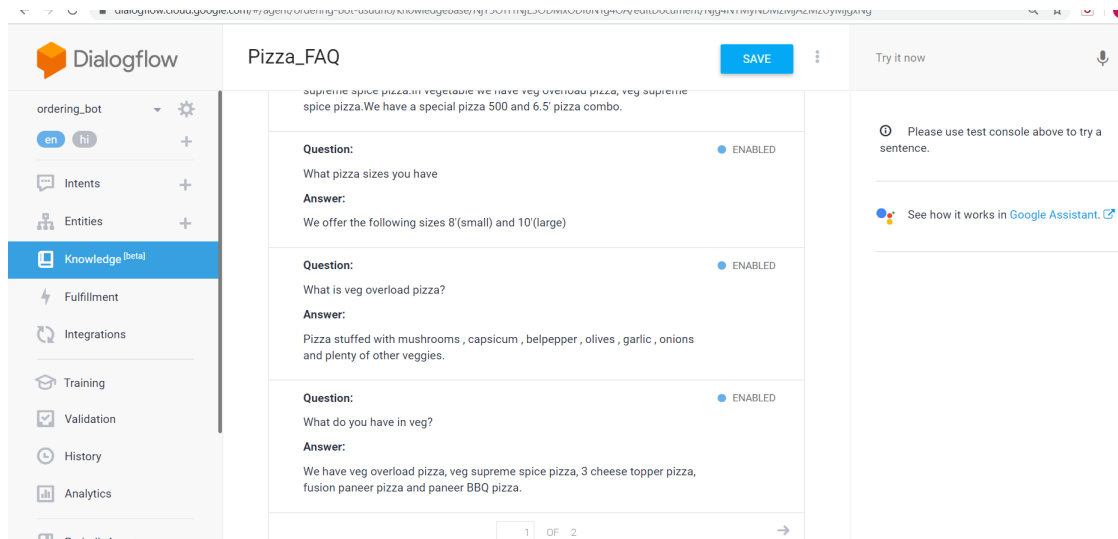 Dialogflow
Pizza_FAQ
SAVE
Try it now
ordering_bot
en
hi
supreme spice pizza.In vegetable we have veg overload pizza, veg supreme
spice pizza.We have a special pizza 500 and 6.5' pizza combo.
Question:
ENABLED
What pizza sizes you have
Answer:
We offer the following sizes 8'(small) and 10'(large)
Question:
ENABLED
What is veg overload pizza?
Answer:
Pizza stuffed with mushrooms , capsicum , belpepper , olives , garlic , onions
and plenty of other veggies.
Question:
ENABLED
What do you have in veg?
Answer:
We have veg overload pizza, veg supreme spice pizza, 3 cheese topper pizza,
fusion paneer pizza and paneer BBQ pizza.
1 OF 2
Intents
Entities
Knowledge [beta]
Fulfillment
Integrations
Training
Validation
History
Analytics
Please use test console above to try a
sentence.
See how it works in Google Assistant.